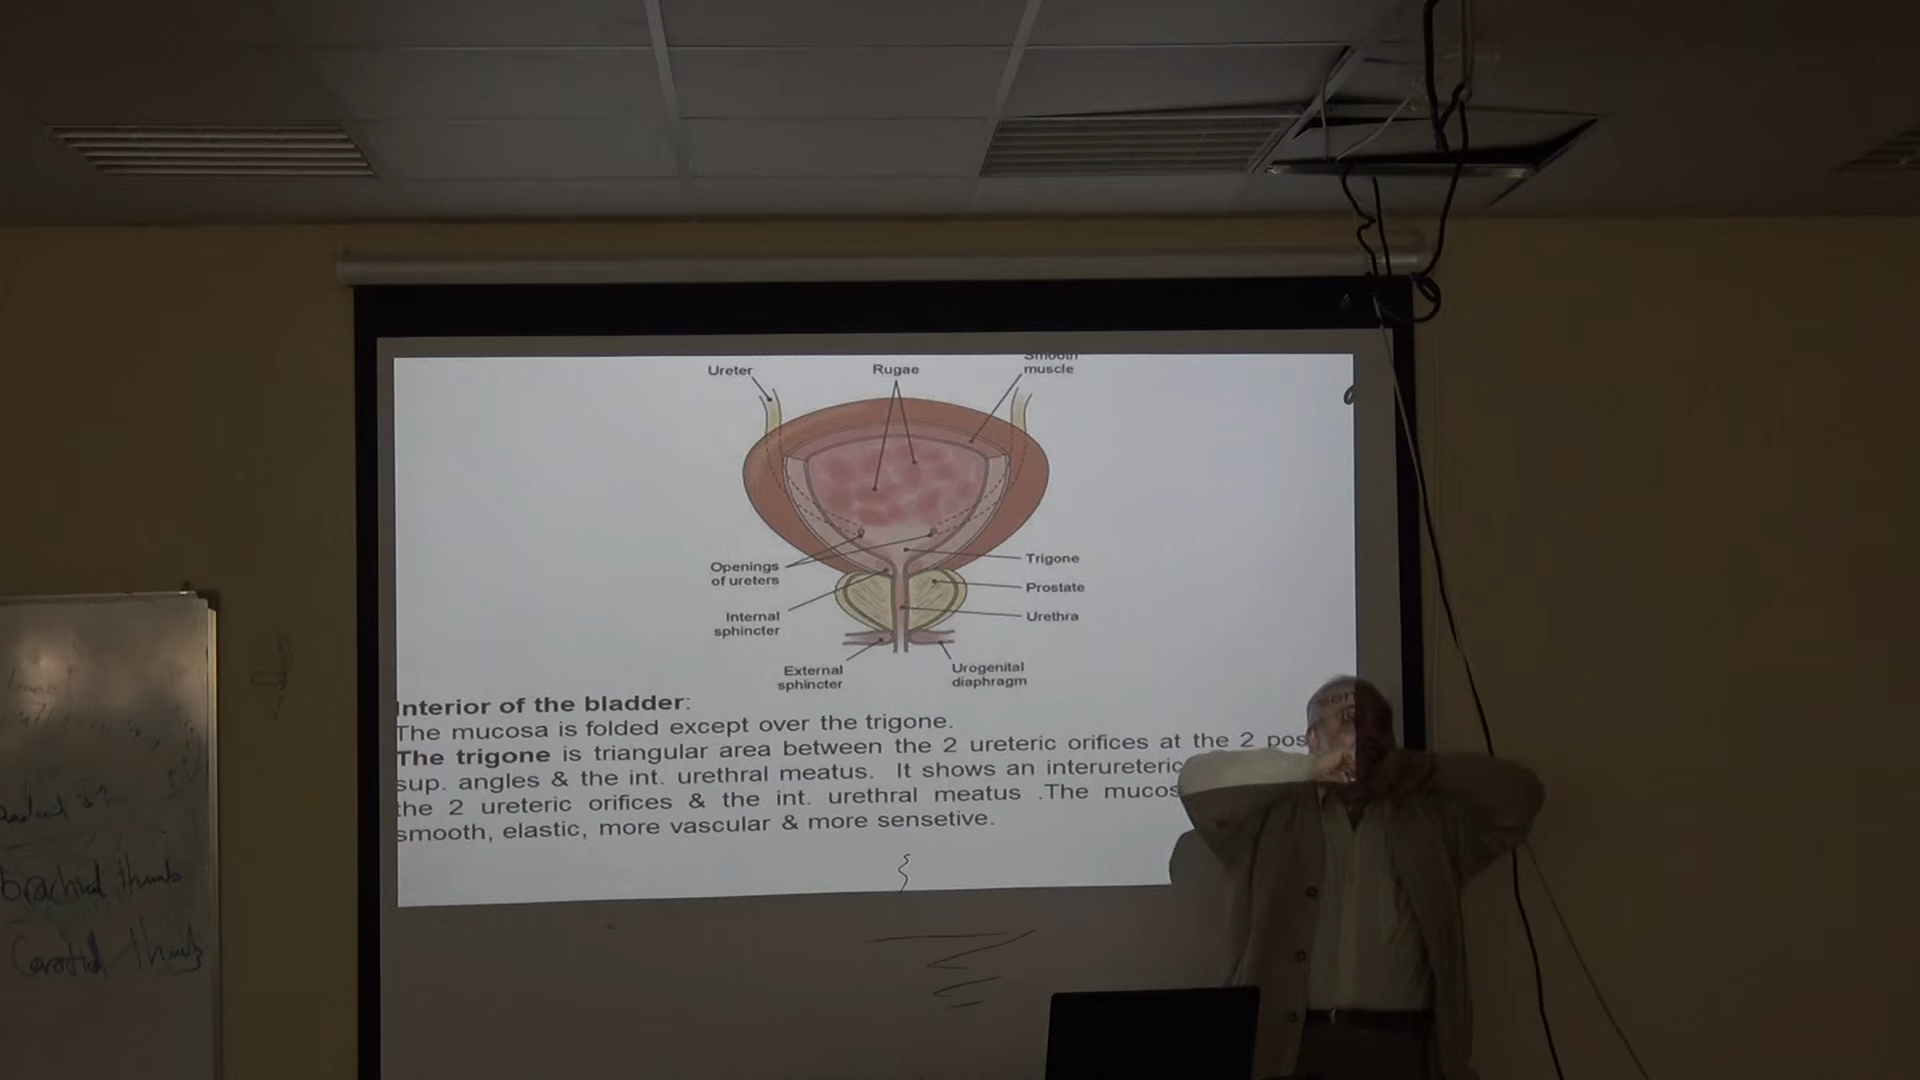 Smooth
Ureter
Rugae
muscle
Openings
of ureters
Trigone
Prostate
Internal
sphincter
Urethra
External
sphincter
Urogenital
diaphragm
Interior of the bladder:
The mucosa is folded except over the trigone.
The trigone is triangular area between the 2 ureteric orifices at the 2 pos
sup. angles & the int. urethral meatus. It shows an interureteric
the 2 ureteric orifices & the int. urethral meatus .The mucos
smooth, elastic, more vascular & more sensetive.
brachial thumb
Carotid